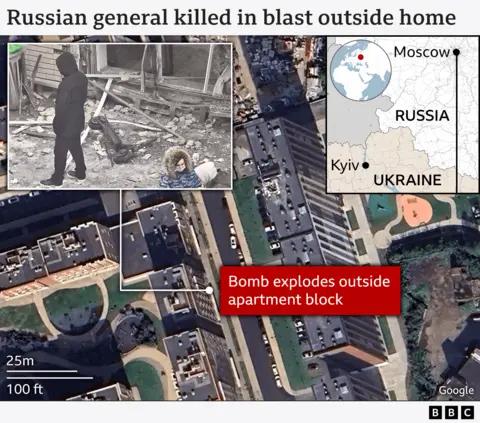 Russian general killed in blast outside home
Moscow
RUSSIA
Kyiv
UKRAINE
Bomb explodes outside
apartment block
25m
100 ft
Google
BBC